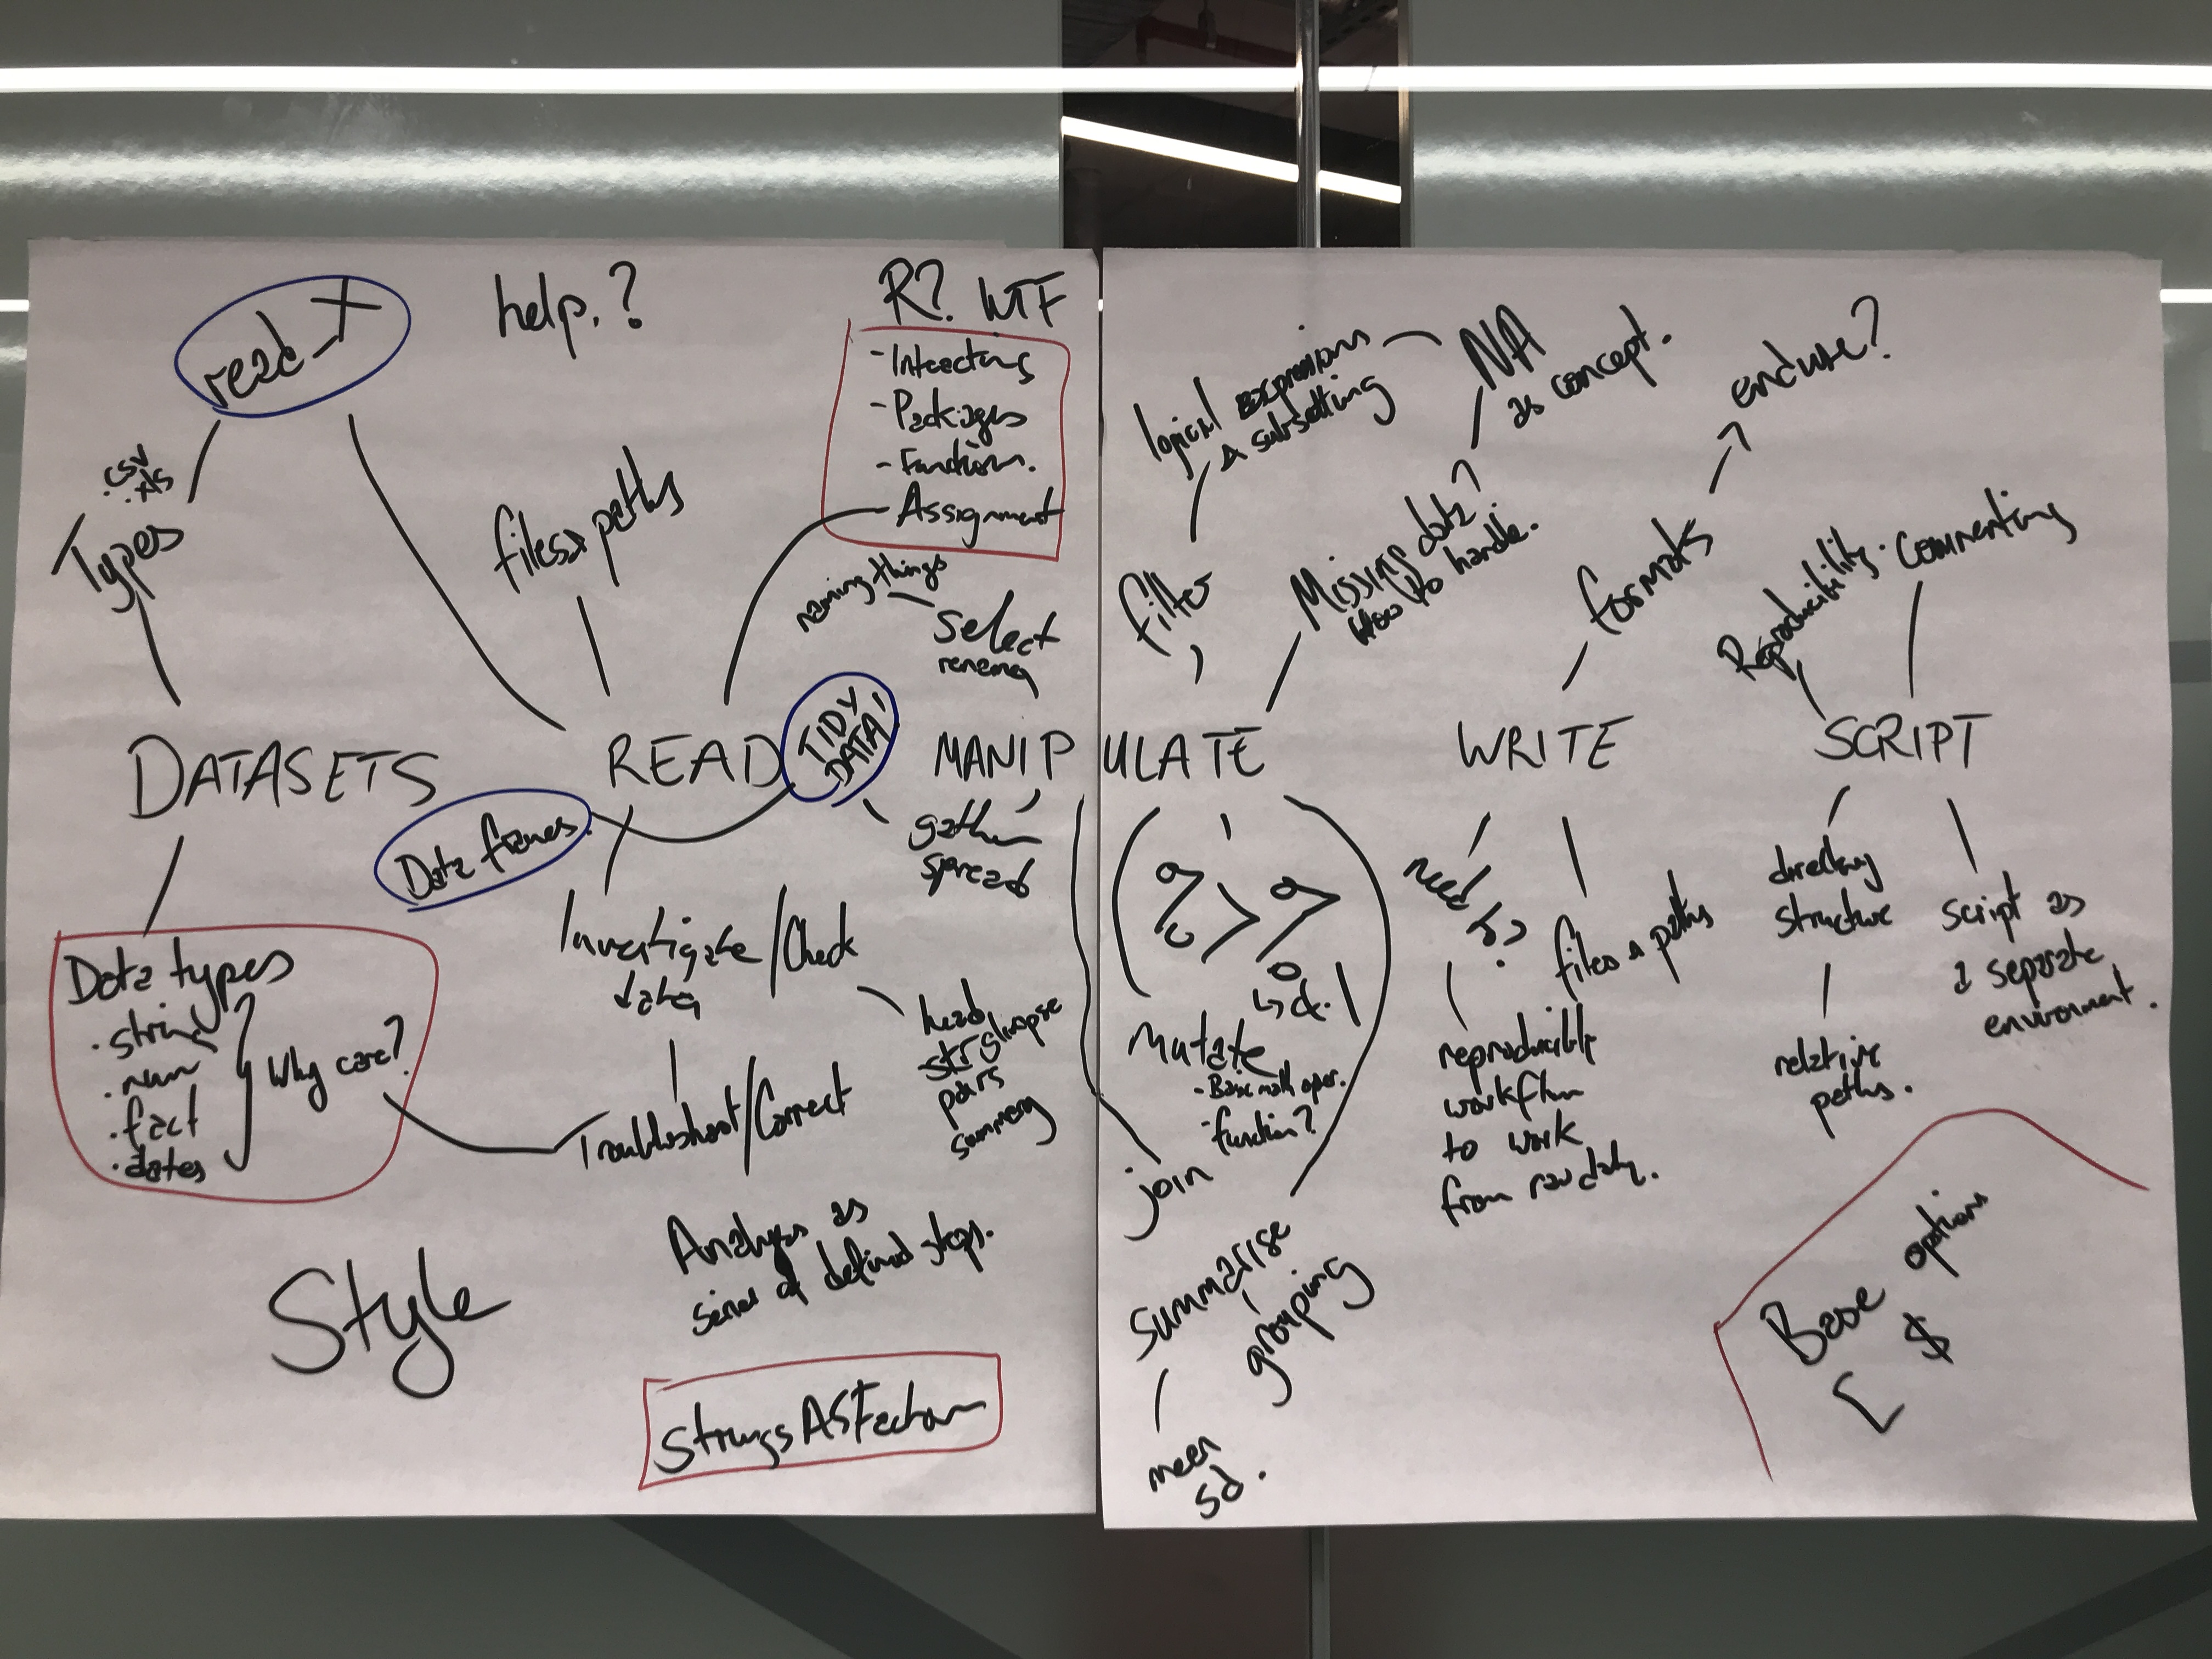 read_X
help.?
R? WTF
- Interacting
- Packages
- Functions.
- Assignment
.csv
.xls
Types
files & paths
naming things
select
rename
logical expressions
& subsetting
NA
as concept.
enduse?
filter
Missing data?
How to handle.
formats
Reproducibility.
commenting
DATASETS
READ
TIDY
DATA!
MANIPULATE
WRITE
SCRIPT
Data frames.
gather
spread
%>%
mutate
- Basic math oper.
- function?
join
summarise
grouping
mean
sd.
Investigate/Check
data
head
str glimpse
pairs
summary
Troubleshoot/Correct
Data types
. string
. num
. fact
. dates
Why care?
need to?
reproducible
workflow
to work
from raw data.
files & paths
directory
structure
relative
paths.
script as
a separate
environment.
Style
Analysis as
series of defined steps.
StringsASFactors
Base options
[ $